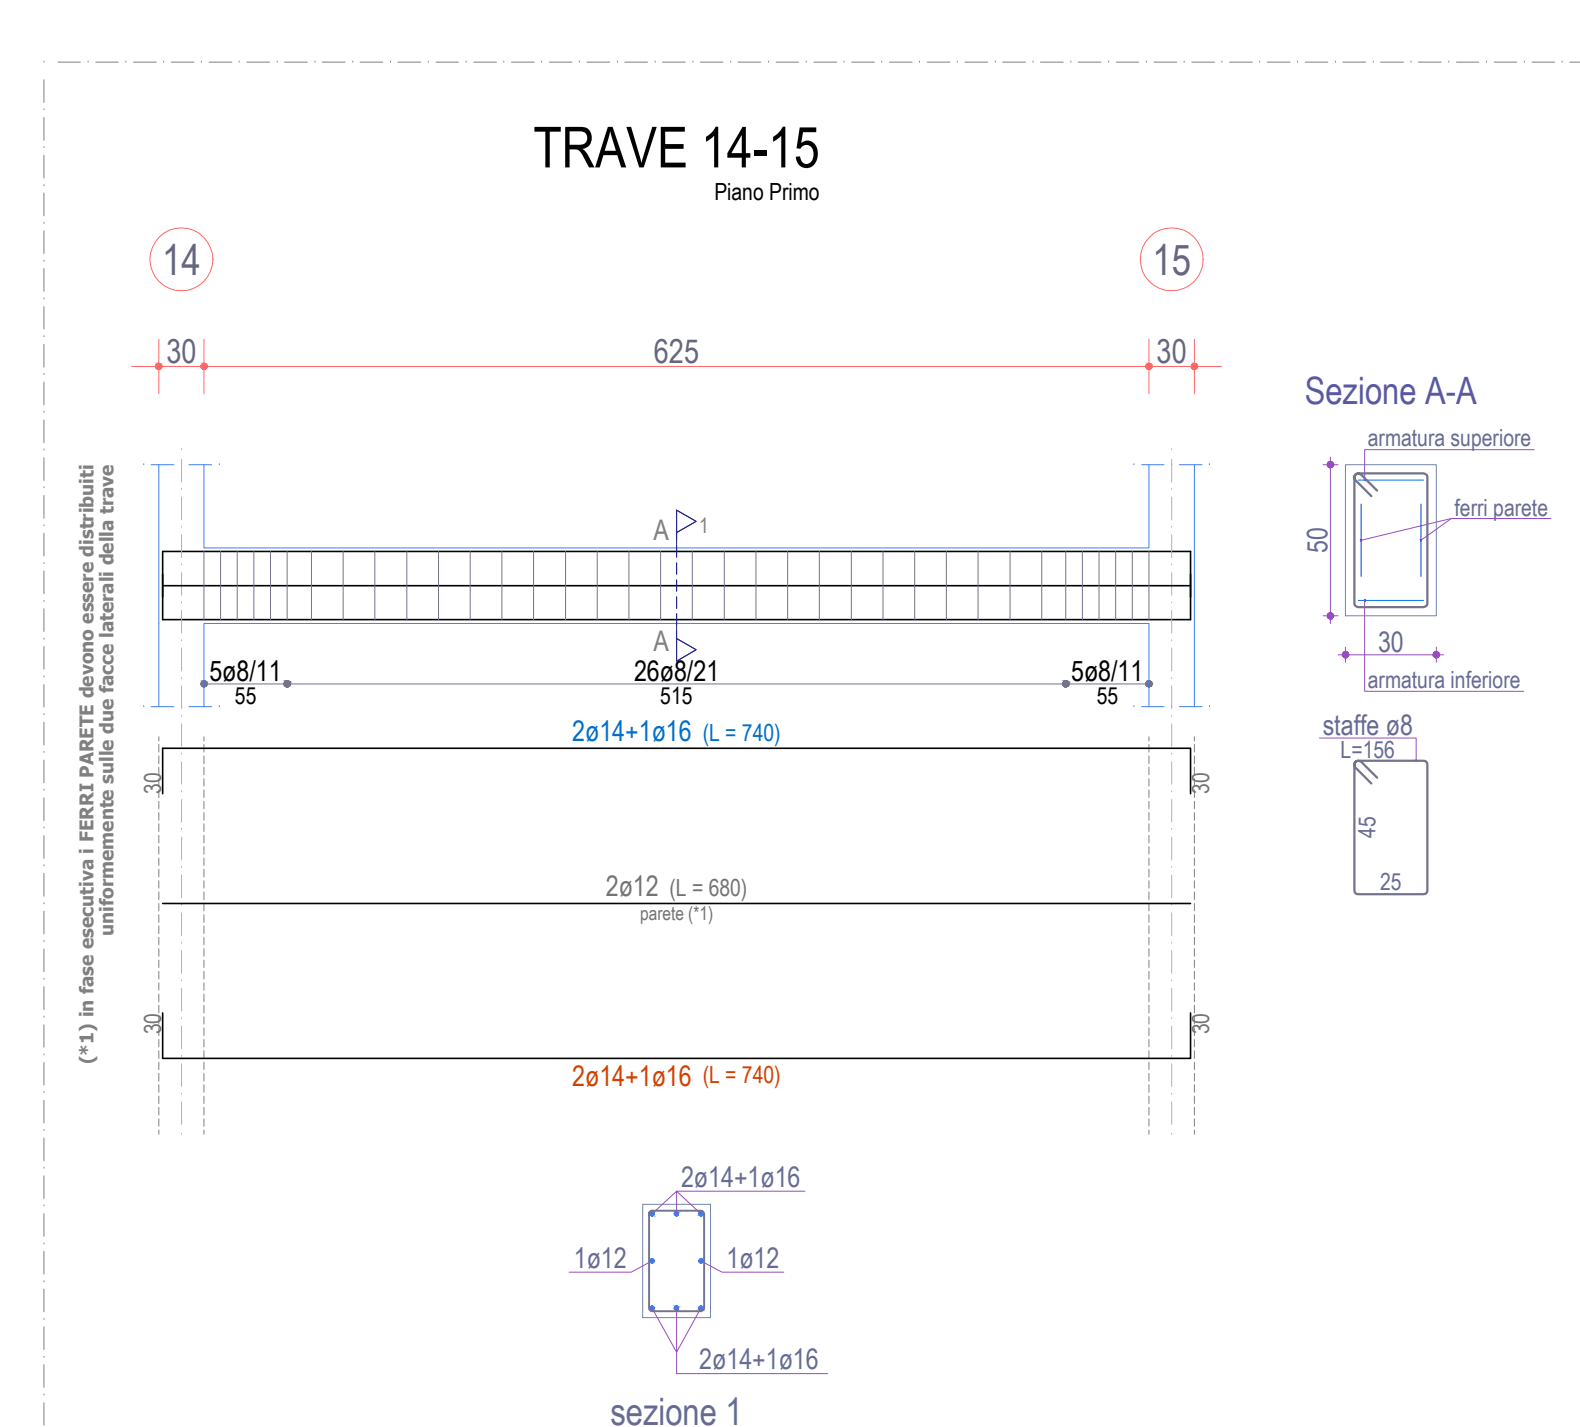 TRAVE 14-15
Piano Primo
14
15
30
625
30
Sezione A-A
armatura superiore
ferri parete
50
30
armatura inferiore
(*1) in fase esecutiva i FERRI PARETE devono essere distribuiti
uniformemente sulle due facce laterali della trave
A
1
A
5ø8/11
55
26ø8/21
515
5ø8/11
55
staffe ø8
L=156
45
25
2ø14+1ø16 (L = 740)
30
30
2ø12 (L = 680)
parete (*1)
30
30
2ø14+1ø16 (L = 740)
2ø14+1ø16
1ø12
1ø12
2ø14+1ø16
sezione 1